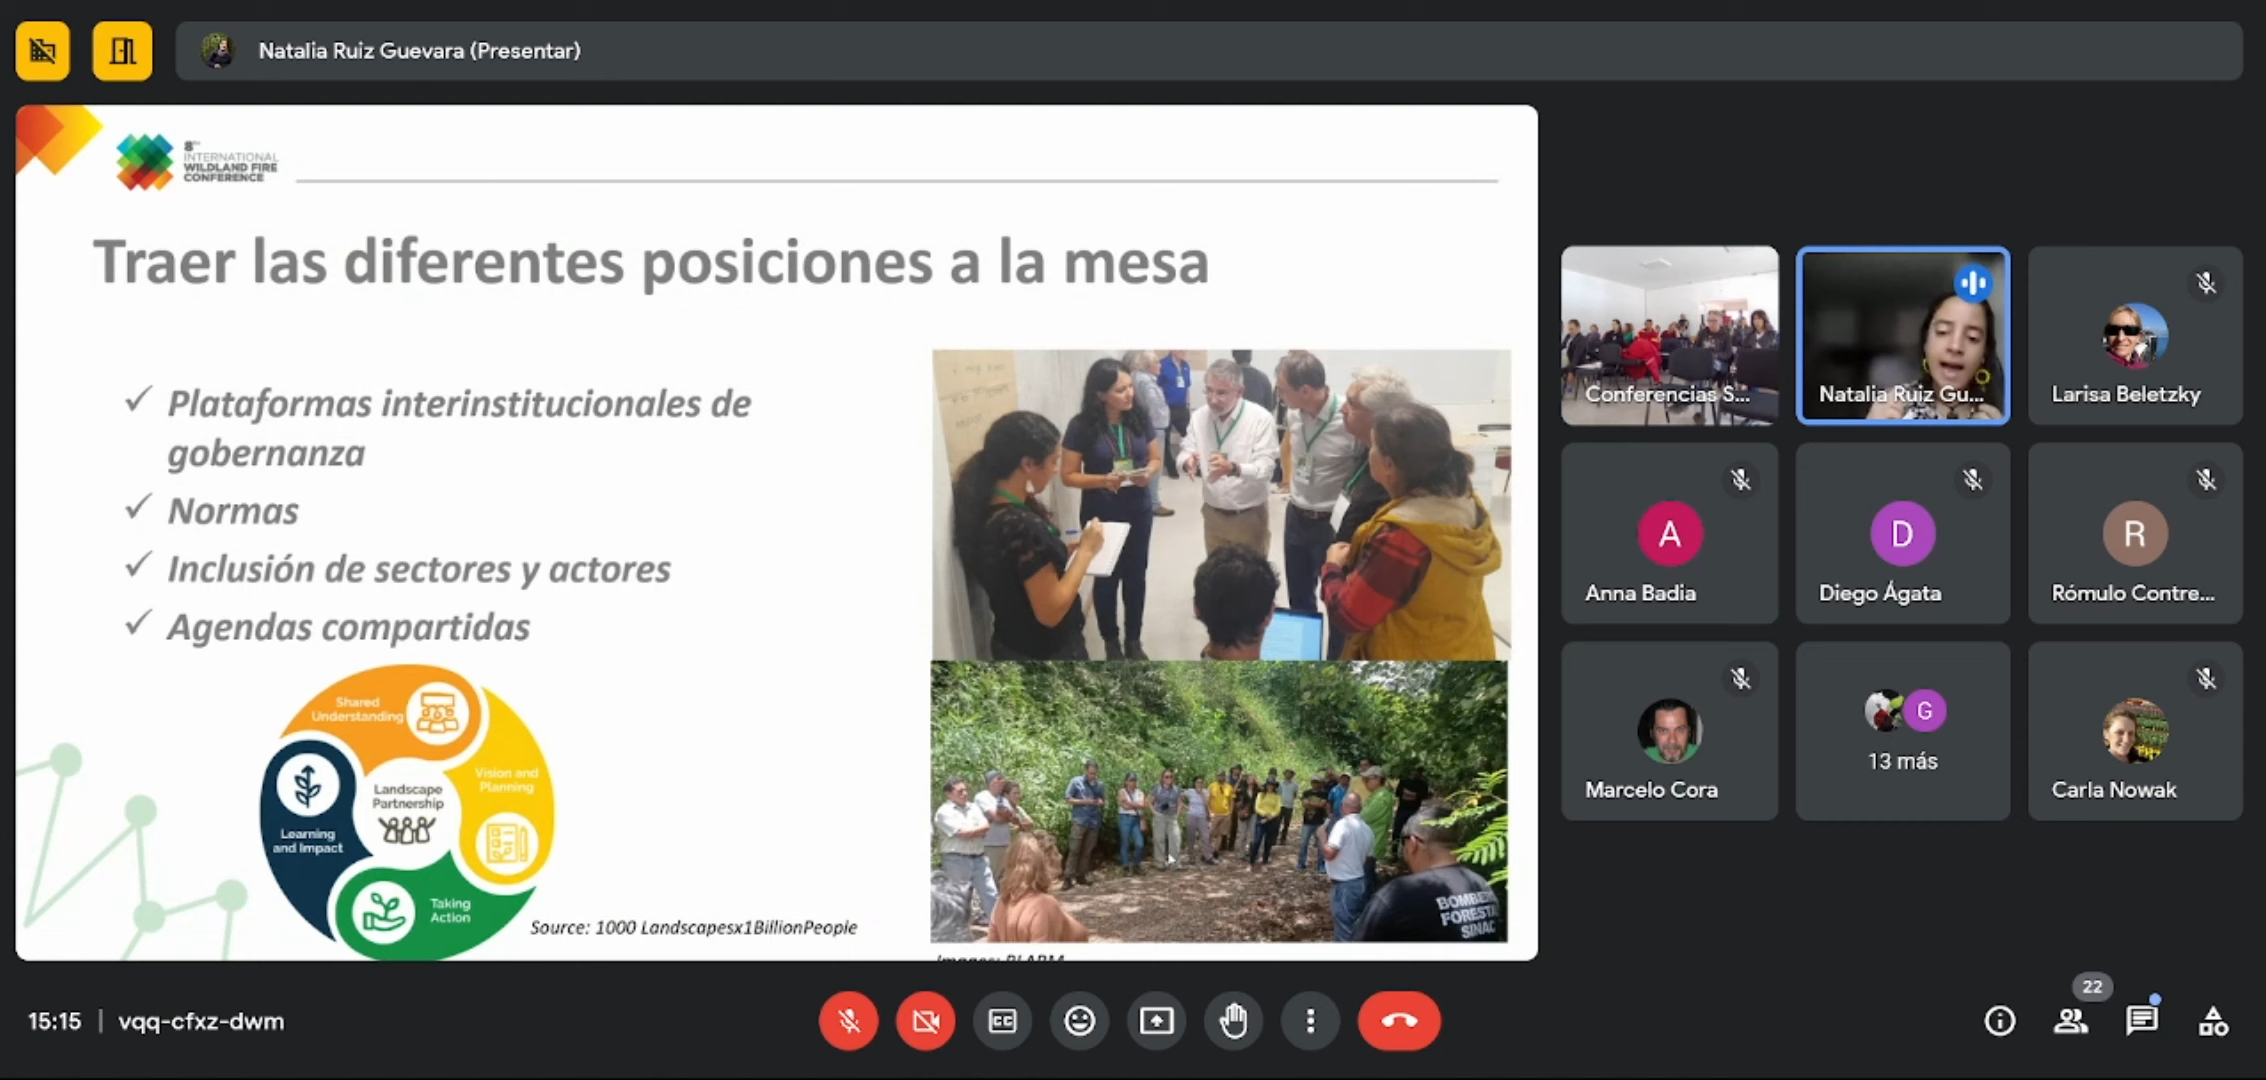 Natalia Ruiz Guevara (Presentar)
8TH
INTERNATIONAL
WILDLAND FIRE
CONFERENCE
Traer las diferentes posiciones a la mesa
✓ Plataformas interinstitucionales de
gobernanza
✓ Normas
✓ Inclusión de sectores y actores
✓ Agendas compartidas
Shared
Understanding
Vision and
Planning
Landscape
Partnership
Learning
and Impact
Taking
Action
Source: 1000 Landscapesx1BillionPeople
BOMBE
FORESTA
SINAC
Conferencias S...
Natalia Ruiz Gu...
Larisa Beletzky
A
Anna Badia
D
Diego Ágata
R
Rómulo Contre...
Marcelo Cora
G
13 más
Carla Nowak
15:15 | vqq-cfxz-dwm
CC
22